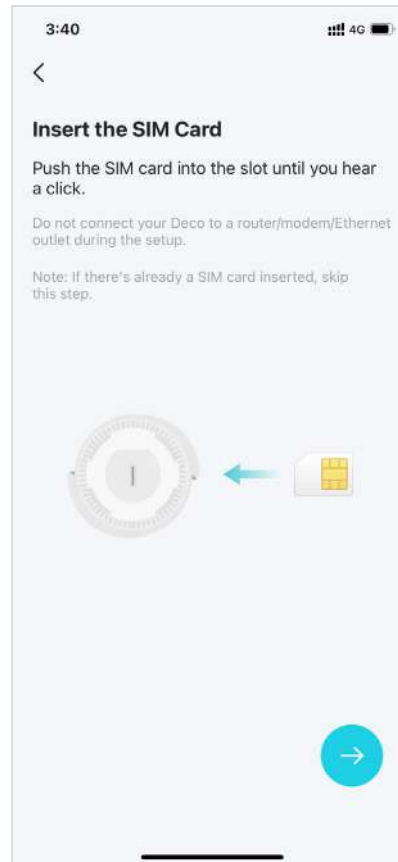 3:40
4G
Insert the SIM Card
Push the SIM card into the slot until you hear
a click.
Do not connect your Deco to a router/modem/Ethernet
outlet during the setup.
Note: If there's already a SIM card inserted, skip
this step.